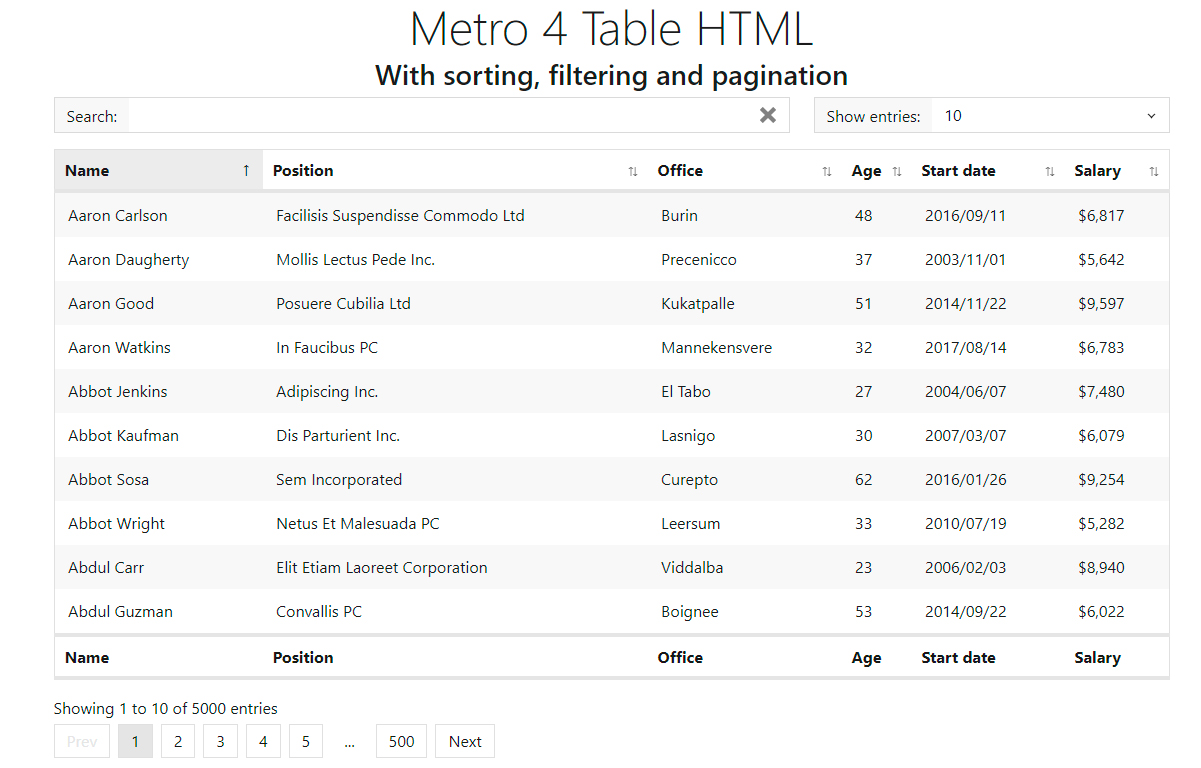 Metro 4 Table HTML
With sorting, filtering and pagination
Search: Show entries: 10
Name Position Office Age Start date Salary
Aaron Carlson Facilisis Suspendisse Commodo Ltd Burin 48 2016/09/11 $6,817
Aaron Daugherty Mollis Lectus Pede Inc. Precenicco 37 2003/11/01 $5,642
Aaron Good Posuere Cubilia Ltd Kukatpalle 51 2014/11/22 $9,597
Aaron Watkins In Faucibus PC Mannekensvere 32 2017/08/14 $6,783
Abbot Jenkins Adipiscing Inc. El Tabo 27 2004/06/07 $7,480
Abbot Kaufman Dis Parturient Inc. Lasnigo 30 2007/03/07 $6,079
Abbot Sosa Sem Incorporated Curepto 62 2016/01/26 $9,254
Abbot Wright Netus Et Malesuada PC Leersum 33 2010/07/19 $5,282
Abdul Carr Elit Etiam Laoreet Corporation Viddalba 23 2006/02/03 $8,940
Abdul Guzman Convallis PC Boignee 53 2014/09/22 $6,022
Name Position Office Age Start date Salary
Showing 1 to 10 of 5000 entries
Prev 1 2 3 4 5 ... 500 Next